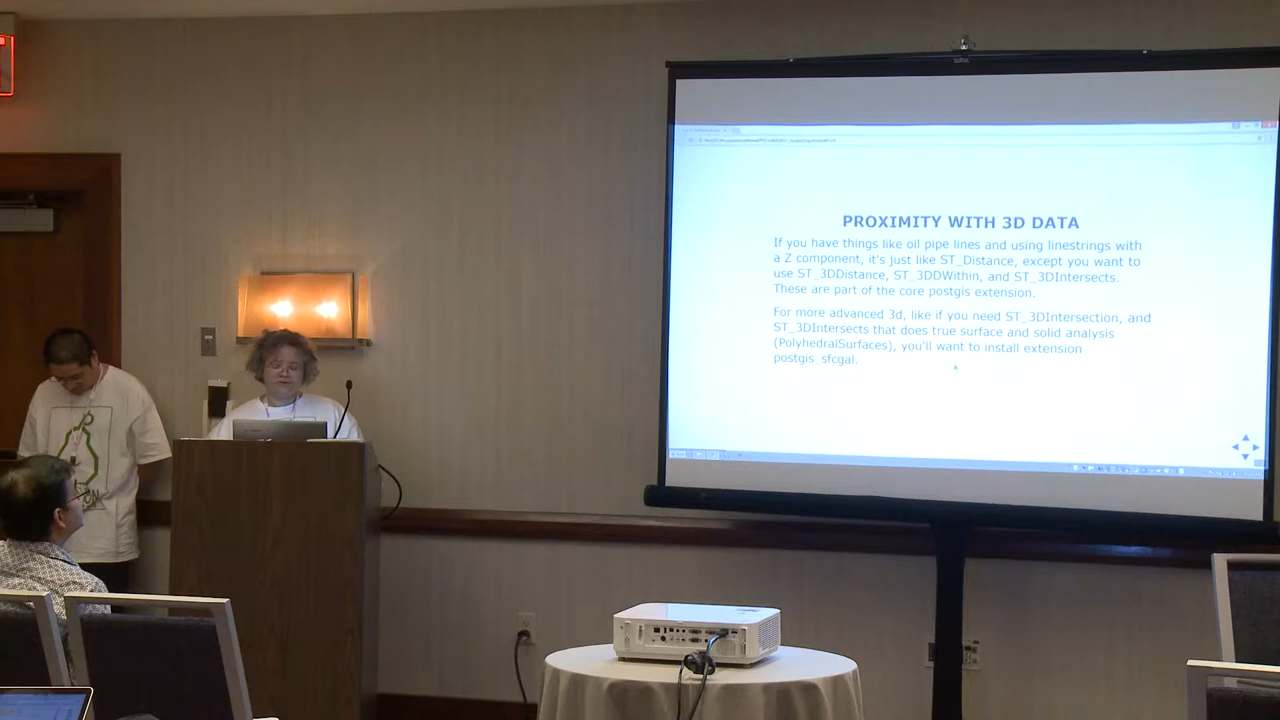 PROXIMITY WITH 3D DATA
If you have things like oil pipe lines and using linestrings with
a Z component, it's just like ST_Distance, except you want to
use ST_3DDistance, ST_3DDWithin, and ST_3DIntersects.
These are part of the core postgis extension.
For more advanced 3d, like if you need ST_3DIntersection, and
ST_3DIntersects that does true surface and solid analysis
(PolyhedralSurfaces), you'll want to install extension
postgis_sfcgal.